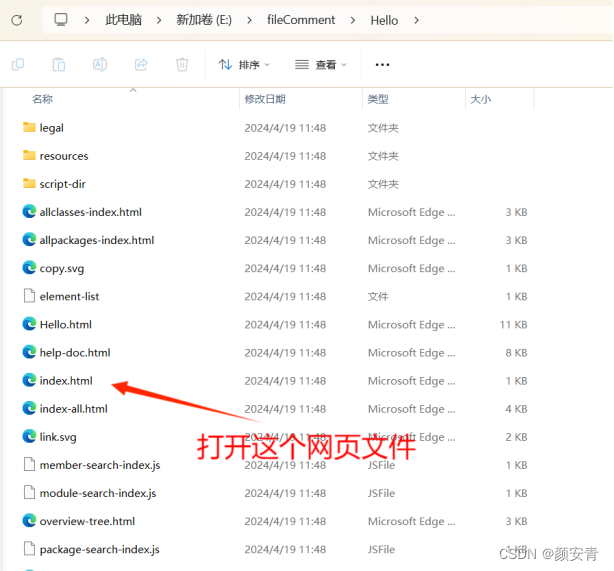 此电脑 > 新加卷 (E:) > fileComment > Hello >
排序 查看 ...
名称 修改日期 类型 大小
legal 2024/4/19 11:48 文件夹
resources 2024/4/19 11:48 文件夹
script-dir 2024/4/19 11:48 文件夹
allclasses-index.html 2024/4/19 11:48 Microsoft Edge ... 3 KB
allpackages-index.html 2024/4/19 11:48 Microsoft Edge ... 3 KB
copy.svg 2024/4/19 11:48 Microsoft Edge ... 1 KB
element-list 2024/4/19 11:48 文件 1 KB
Hello.html 2024/4/19 11:48 Microsoft Edge ... 11 KB
help-doc.html 2024/4/19 11:48 Microsoft Edge ... 8 KB
index.html 2024/4/19 11:48 Microsoft Edge ... 1 KB
index-all.html 2024/4/19 11:48 Microsoft Edge ... 4 KB
link.svg 2024/4/19 11:48 Microsoft Edge ... 2 KB
打开这个网页文件
member-search-index.js 2024/4/19 11:48 JSFile 1 KB
module-search-index.js 2024/4/19 11:48 JSFile 1 KB
overview-tree.html 2024/4/19 11:48 Microsoft Edge ... 3 KB
package-search-index.js 2024/4/19 11:48 JSFile 1 KB
CSDN @颜安青